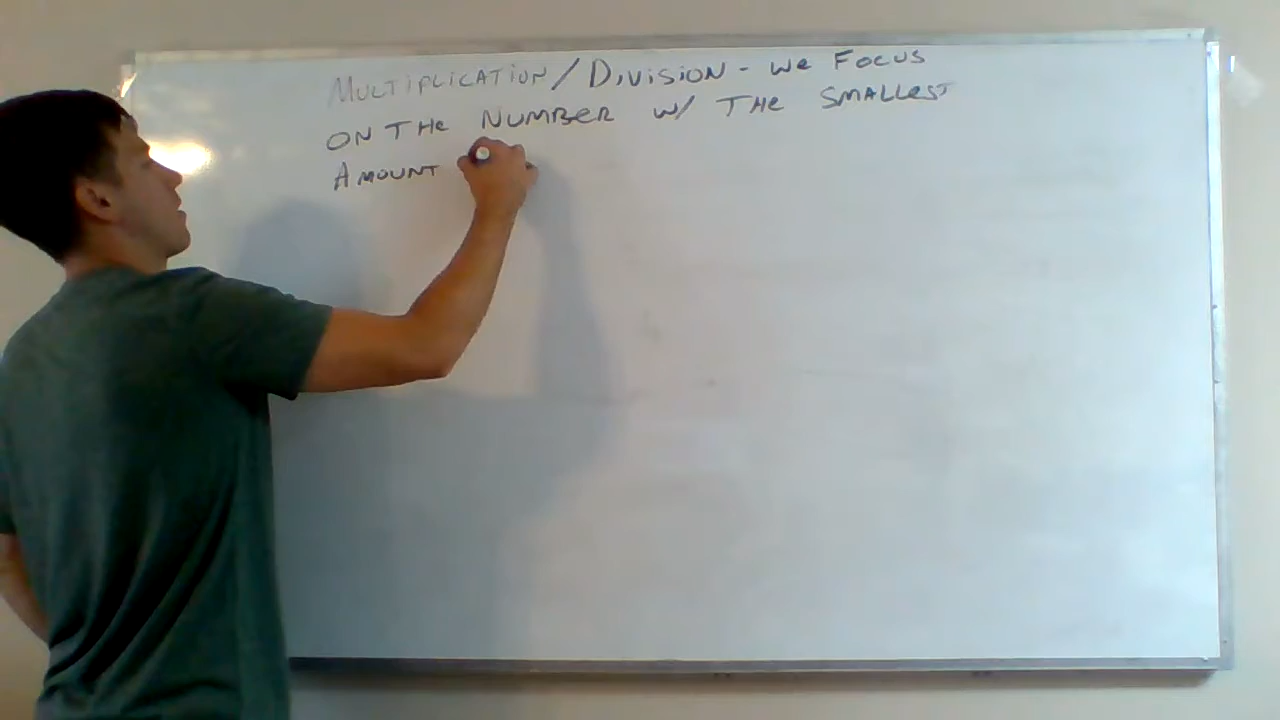 MULTIPLICATION/DIVISION - We FOCUS
ON THe NUMBER w/ THe SMALLEST
AMOUNT